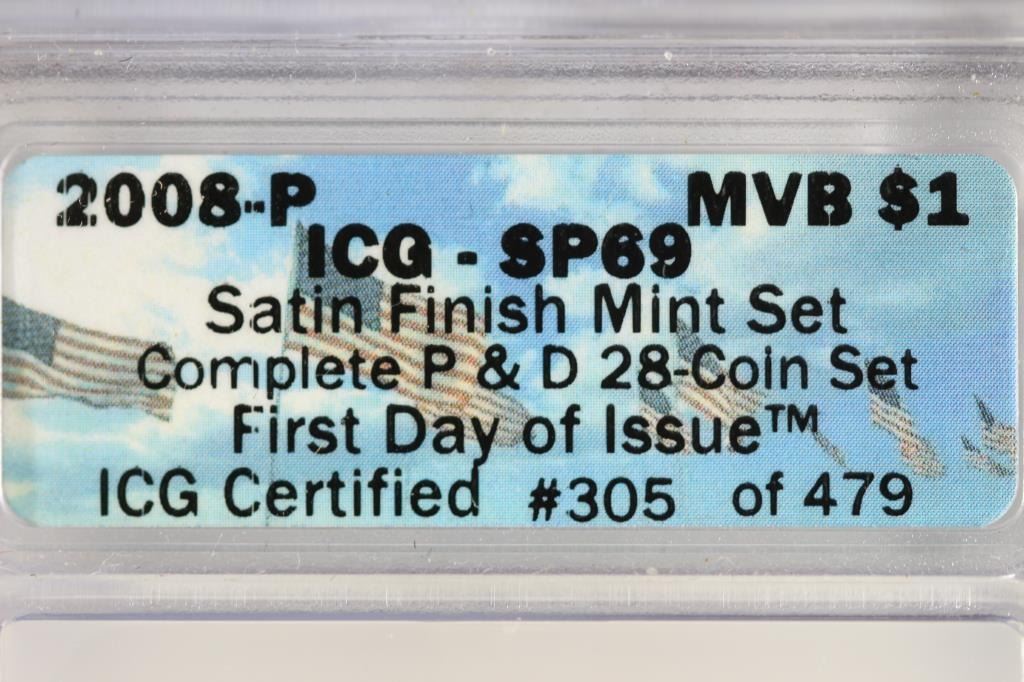 2008-P MVB $1
ICG - SP69
Satin Finish Mint Set
Complete P & D 28-Coin Set
First Day of Issue™
ICG Certified #305 of 479